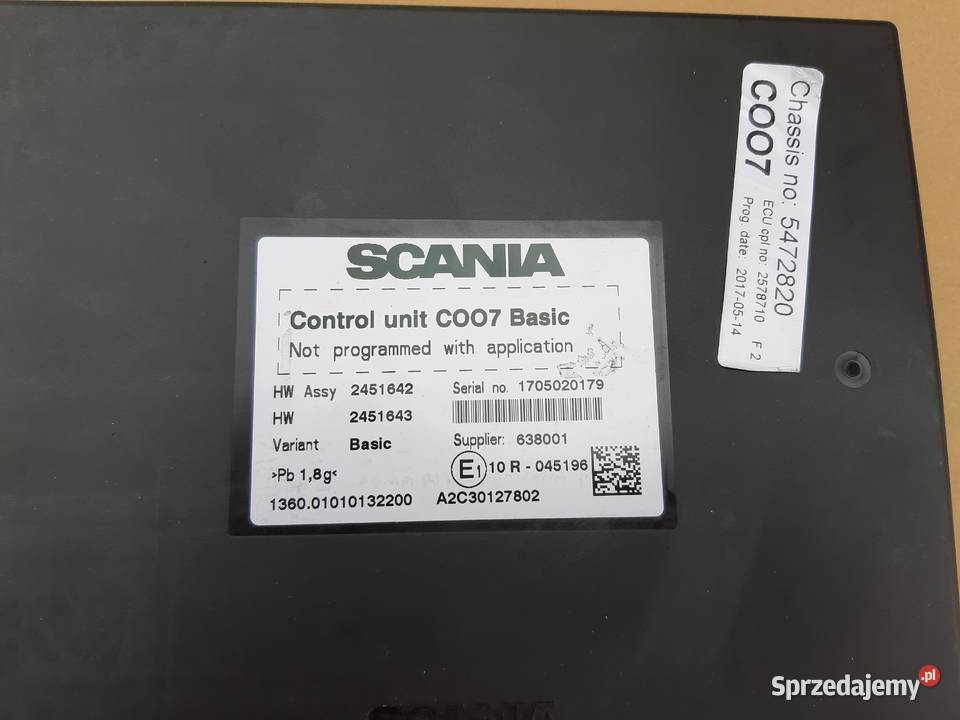 SCANIA
Control unit COO7 Basic
Not programmed with application
HW Assy 2451642
Serial no. 1705020179
HW 2451643
Variant Basic
Supplier: 638001
>Pb 1,8g<
E1 10 R - 045196
1360.01010132200 A2C30127802
Chassis no: 5472820
COO7
ECU cpl no: 2578710 F 2
Prog. date: 2017-05-14
SCANIA
Sprzedajemy.pl